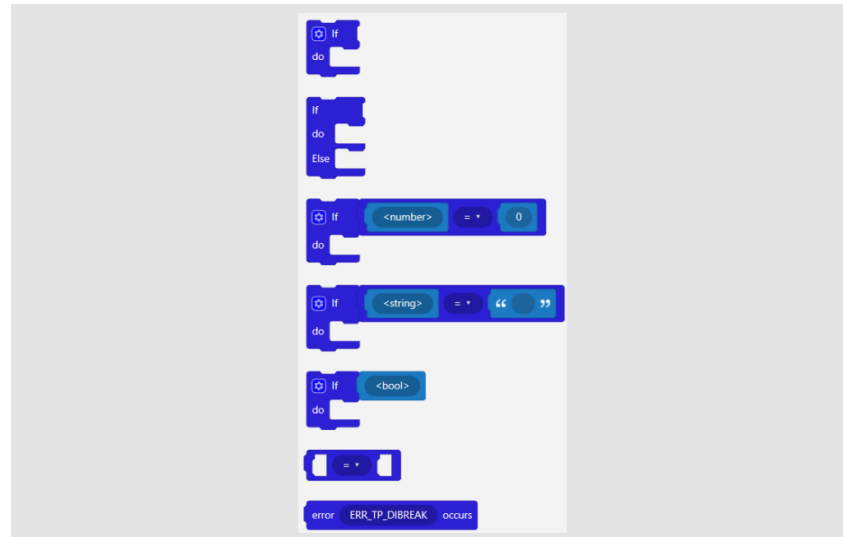 If
do
If
do
Else
If <number> = 0
do
If <string> = “ ”
do
If <bool>
do
=
error ERR_TP_DIBREAK occurs